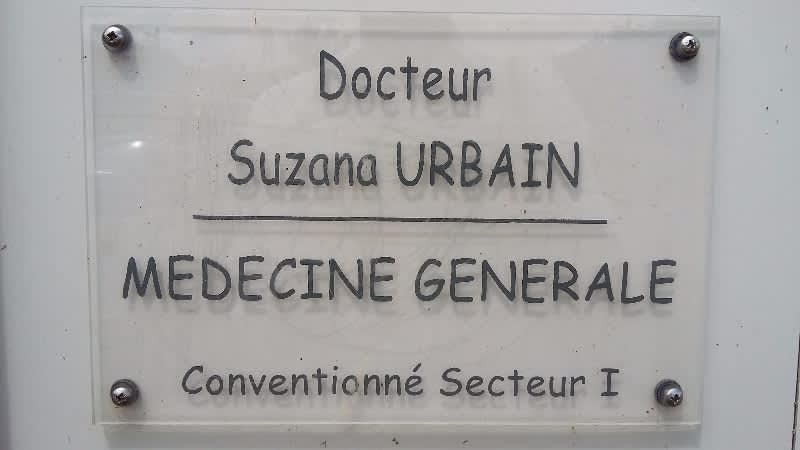 Docteur
Suzana URBAIN
MEDECINE GENERALE
Conventionné Secteur I